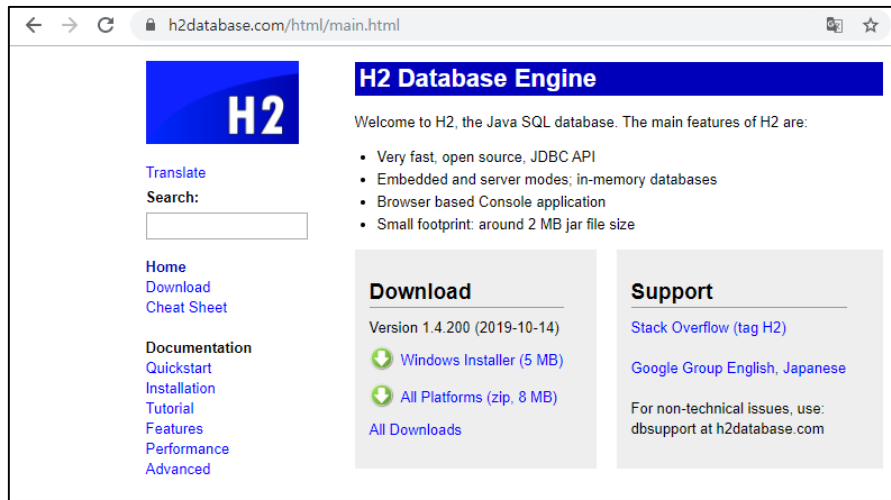 h2database.com/html/main.html
H2
Translate
Search:
Home
Download
Cheat Sheet
Documentation
Quickstart
Installation
Tutorial
Features
Performance
Advanced
H2 Database Engine
Welcome to H2, the Java SQL database. The main features of H2 are:
• Very fast, open source, JDBC API
• Embedded and server modes; in-memory databases
• Browser based Console application
• Small footprint: around 2 MB jar file size
Download
Version 1.4.200 (2019-10-14)
Windows Installer (5 MB)
All Platforms (zip, 8 MB)
All Downloads
Support
Stack Overflow (tag H2)
Google Group English, Japanese
For non-technical issues, use:
dbsupport at h2database.com